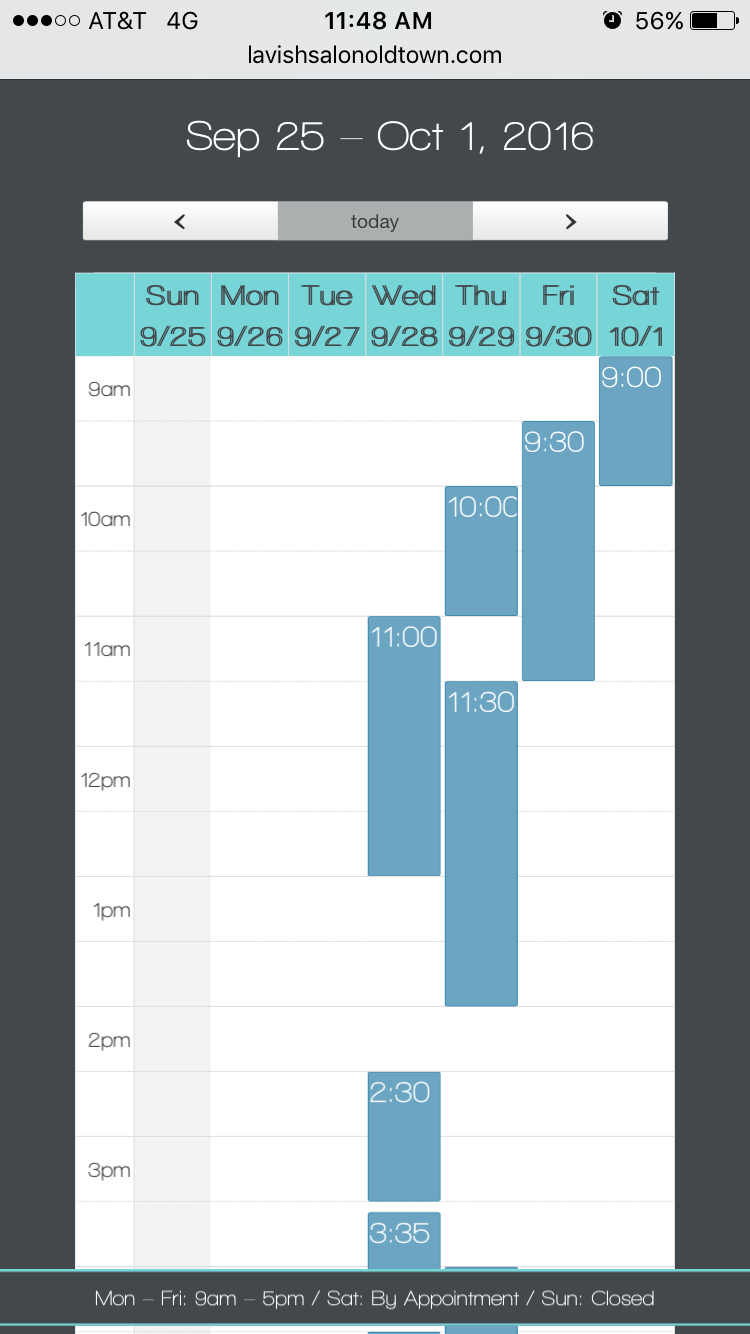 AT&T 4G 11:48 AM 56%
lavishsalonoldtown.com
Sep 25 — Oct 1, 2016
< today >
Sun Mon Tue Wed Thu Fri Sat
9/25 9/26 9/27 9/28 9/29 9/30 10/1
9am 9:00
9:30
10am 10:00
11am 11:00
11:30
12pm
1pm
2pm
2:30
3pm
3:35
Mon – Fri: 9am – 5pm / Sat: By Appointment / Sun: Closed